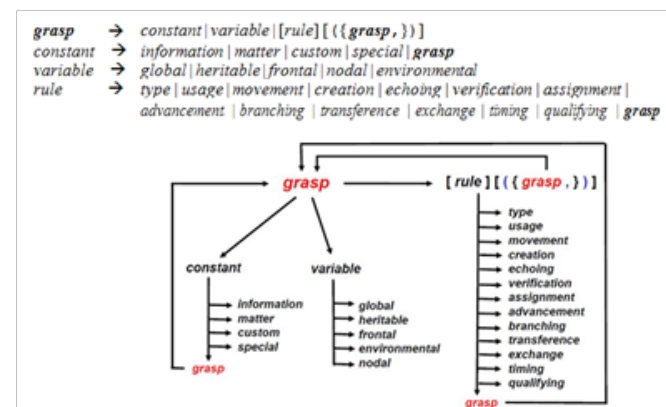 grasp → constant|variable|[rule][({grasp,})]
constant → information|matter|custom|special|grasp
variable → global|heritable|frontal|nodal|environmental
rule → type|usage|movement|creation|echoing|verification|assignment|
advancement |branching |transference |exchange |timing |qualifying |grasp
grasp
[rule][({grasp,})]
constant
variable
information
matter
custom
special
grasp
global
heritable
frontal
environmental
nodal
type
usage
movement
creation
echoing
verification
assignment
advancement
branching
transference
exchange
timing
qualifying
grasp